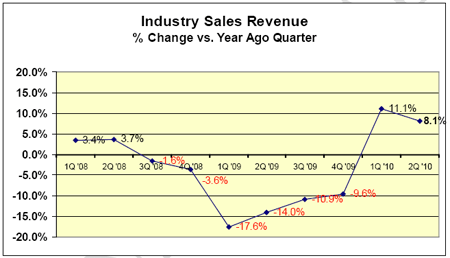 Industry Sales Revenue
% Change vs. Year Ago Quarter
20.0%
15.0%
10.0%
5.0%
0.0%
-5.0%
-10.0%
-15.0%
-20.0%
1Q '08 2Q '08 3Q '08 4Q '08 1Q '09 2Q '09 3Q '09 4Q '09 1Q '10 2Q '10
3.4% 3.7% -1.6% -3.6% -17.6% -14.0% -10.9% -9.6% 11.1% 8.1%